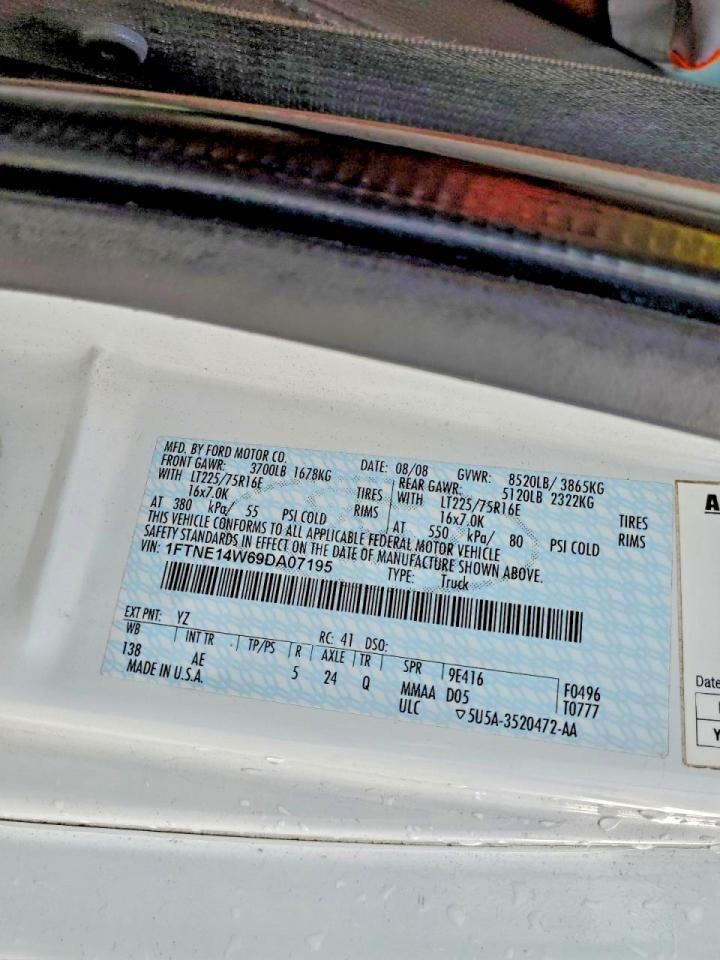 MFD. BY FORD MOTOR CO.
DATE: 08/08 GVWR: 8520LB/ 3865KG
FRONT GAWR: 3700LB 1678KG
REAR GAWR: 5120LB 2322KG
WITH LT225/75R16E TIRES
WITH LT225/75R16E TIRES
16x7.0K RIMS
16x7.0K RIMS
AT 380 kPa/ 55 PSI COLD
AT 550 kPa/ 80 PSI COLD
THIS VEHICLE CONFORMS TO ALL APPLICABLE FEDERAL MOTOR VEHICLE
SAFETY STANDARDS IN EFFECT ON THE DATE OF MANUFACTURE SHOWN ABOVE.
VIN: 1FTNE14W69DA07195
TYPE: Truck
EXT PNT: YZ RC: 41 DSO:
WB INT TR TP/PS R AXLE TR SPR 9E416 F0496
138 AE 5 24 Q MMAA D05 T0777
MADE IN U.S.A. ULC ▽5U5A-3520472-AA
A
Date
Y